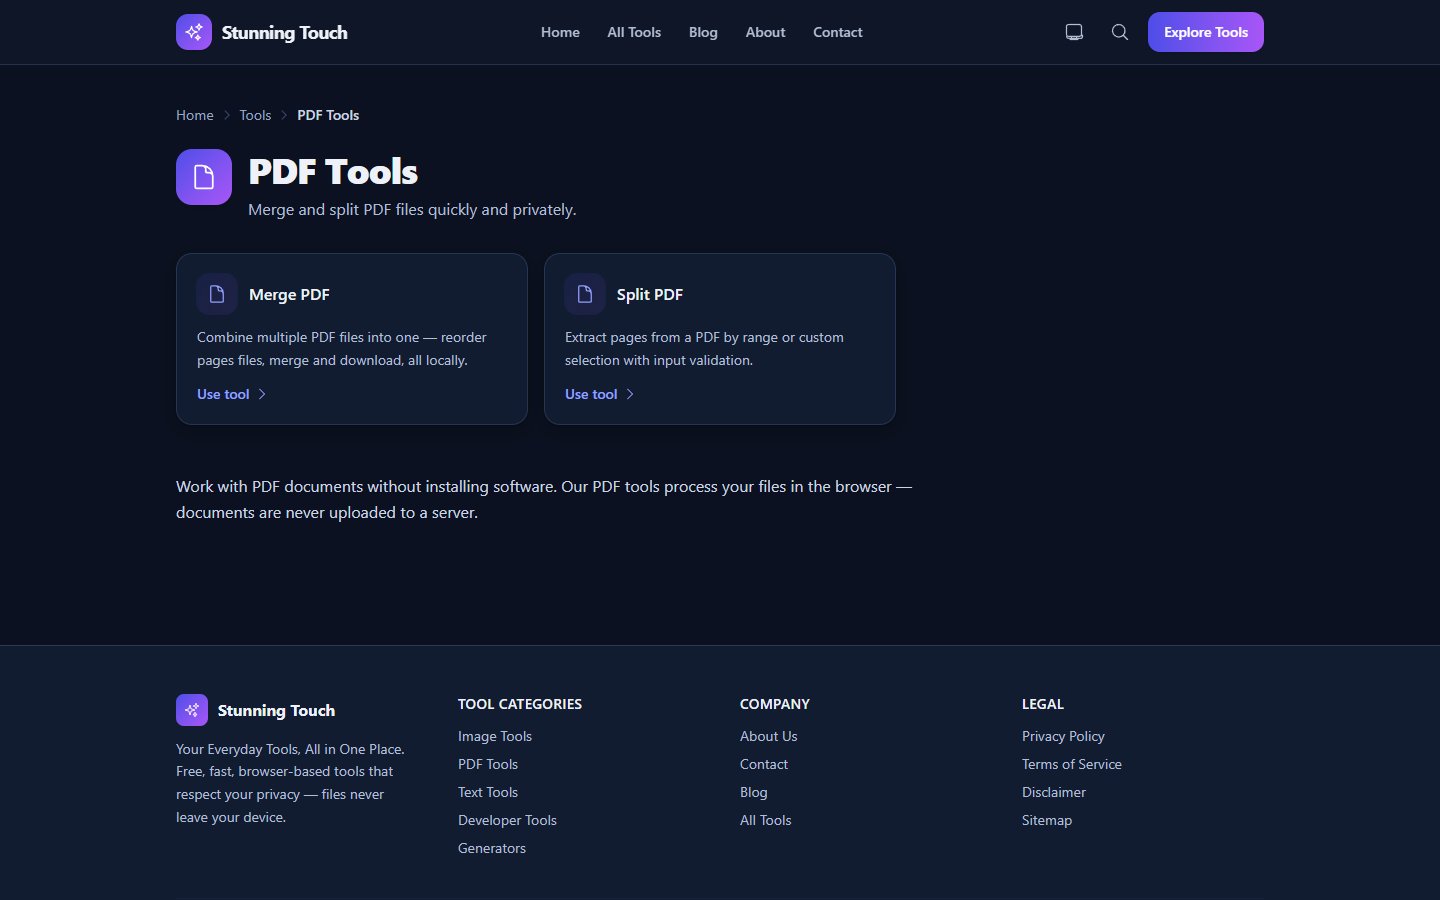 Stunning Touch
Home
All Tools
Blog
About
Contact
Explore Tools
Home
Tools
PDF Tools
PDF Tools
Merge and split PDF files quickly and privately.
Merge PDF
Combine multiple PDF files into one — reorder
pages files, merge and download, all locally.
Use tool
Split PDF
Extract pages from a PDF by range or custom
selection with input validation.
Use tool
Work with PDF documents without installing software. Our PDF tools process your files in the browser —
documents are never uploaded to a server.
Stunning Touch
Your Everyday Tools, All in One Place.
Free, fast, browser-based tools that
respect your privacy — files never
leave your device.
TOOL CATEGORIES
Image Tools
PDF Tools
Text Tools
Developer Tools
Generators
COMPANY
About Us
Contact
Blog
All Tools
LEGAL
Privacy Policy
Terms of Service
Disclaimer
Sitemap